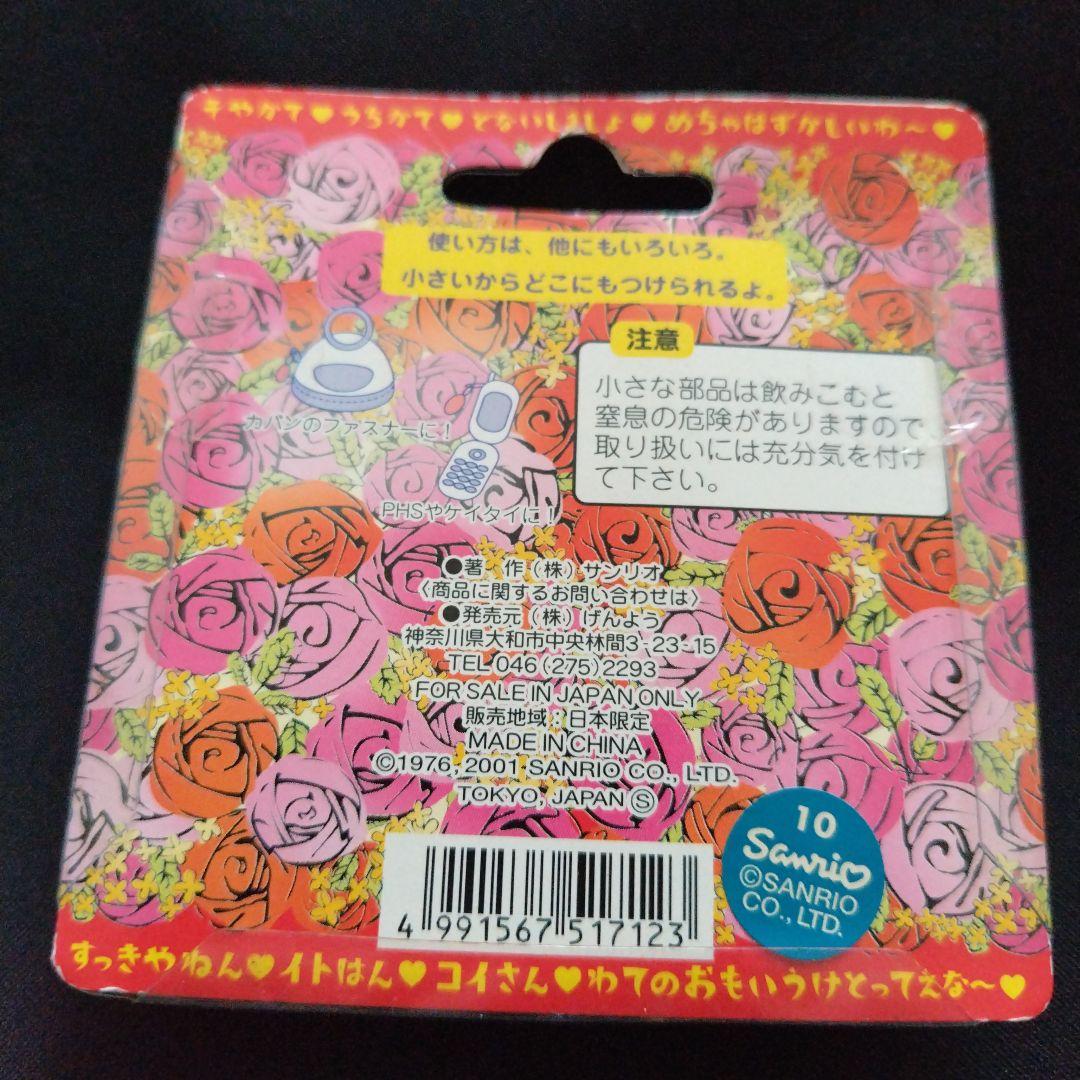 そやかて♥うちかて♥どないしましょ♥めちゃはずかしいわ～♥
使い方は、他にもいろいろ。
小さいからどこにもつけられるよ。
注意
小さな部品は飲みこむと
窒息の危険がありますので
取り扱いには充分気を付け
て下さい。
カバンのファスナーに!
PHSやケイタイに!
●著 作(株)サンリオ
〈商品に関するお問い合わせは〉
●発売元(株)げんよう
神奈川県大和市中央林間3-23-15
TEL 046(275)2293
FOR SALE IN JAPAN ONLY
販売地域:日本限定
MADE IN CHINA
©1976, 2001 SANRIO CO., LTD.
TOKYO, JAPAN Ⓢ
10
Sanrio
©SANRIO
CO., LTD.
4 991567 517123
すっきやねん♥イトはん♥コイさん♥わてのおもいうけとってえな～♥